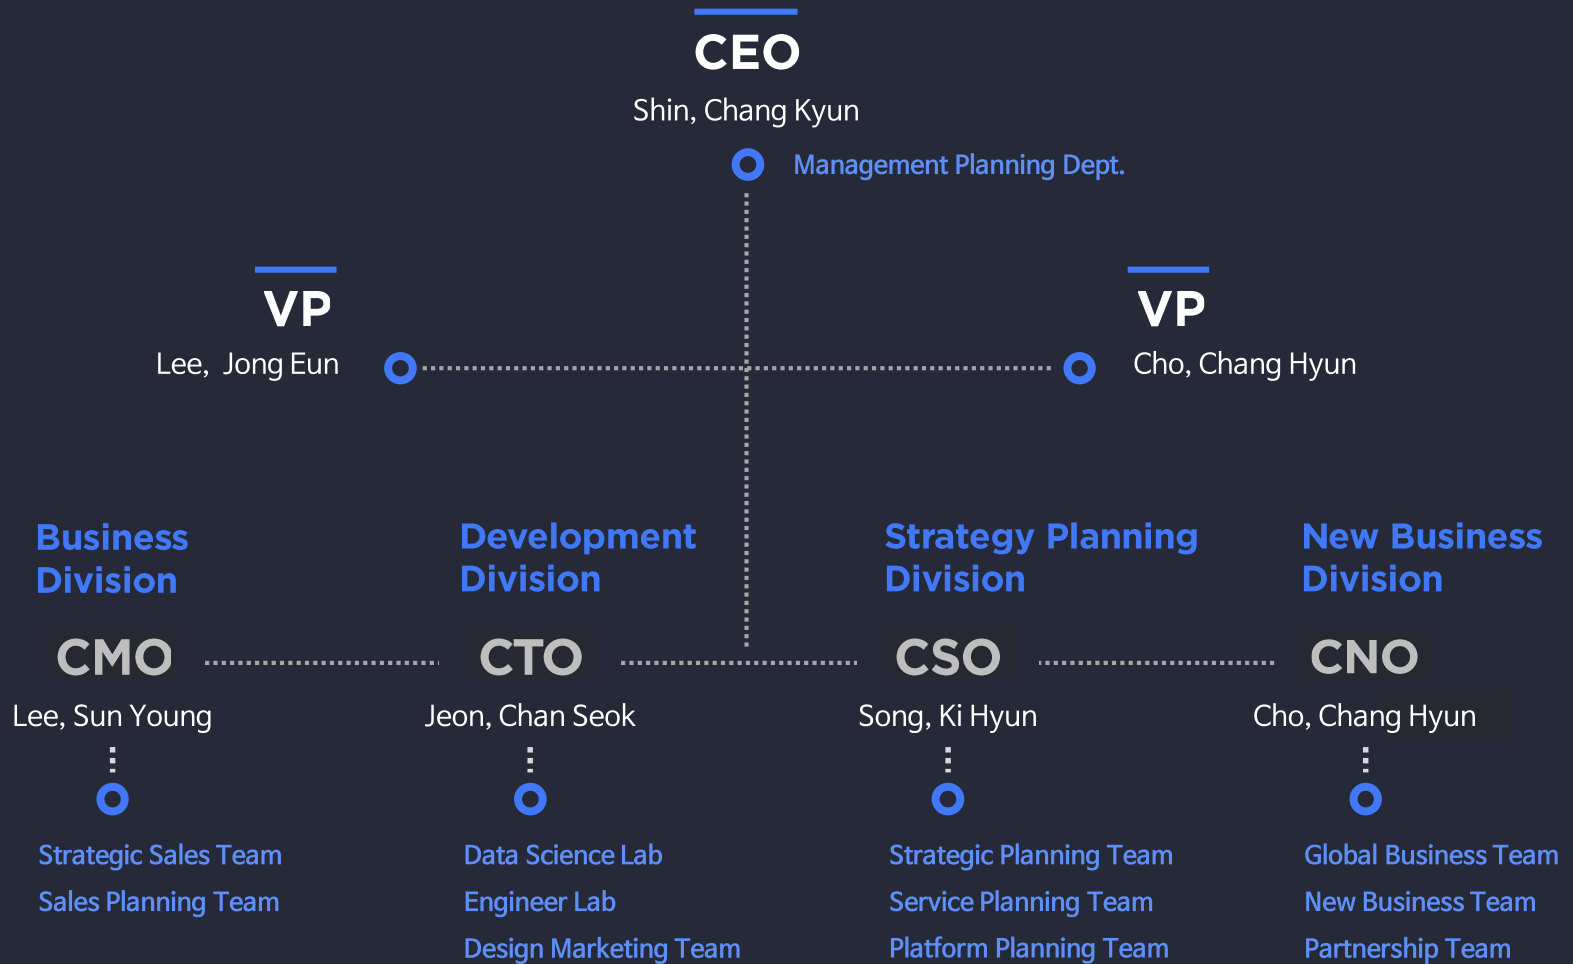 CEO
Shin, Chang Kyun
Management Planning Dept.
VP
Lee, Jong Eun
VP
Cho, Chang Hyun
Business
Division
CMO
Lee, Sun Young
Strategic Sales Team
Sales Planning Team
Development
Division
CTO
Jeon, Chan Seok
Data Science Lab
Engineer Lab
Design Marketing Team
Strategy Planning
Division
CSO
Song, Ki Hyun
Strategic Planning Team
Service Planning Team
Platform Planning Team
New Business
Division
CNO
Cho, Chang Hyun
Global Business Team
New Business Team
Partnership Team